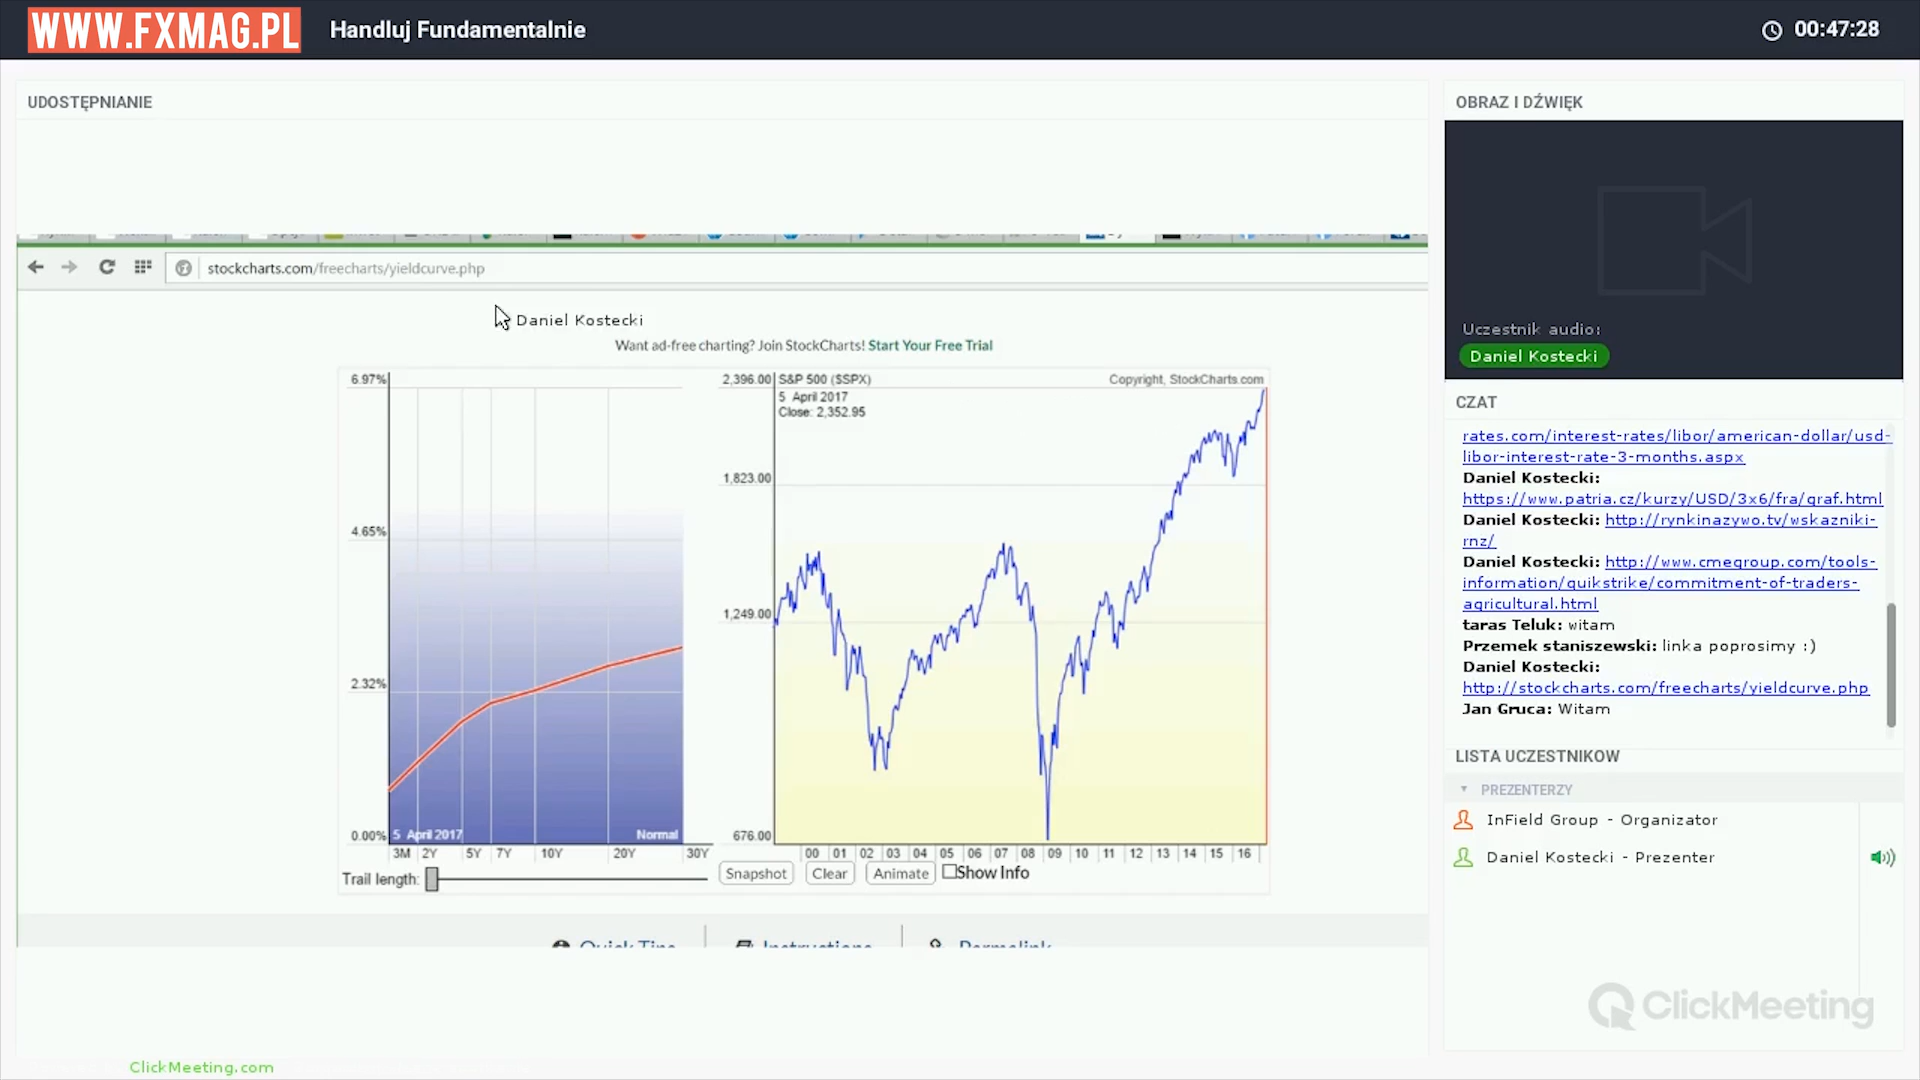 WWW.FXMAG.PL
Handluj Fundamentalnie
00:47:28
UDOSTĘPNIANIE
stockcharts.com/freecharts/yieldcurve.php
Daniel Kostecki
Want ad-free charting? Join StockCharts! Start Your Free Trial
6.97%
4.65%
2.32%
0.00%
5 April 2017
Normal
3M 2Y 5Y 7Y 10Y 20Y 30Y
Trail length:
2,396.00
S&P 500 ($SPX)
Copyright, StockCharts.com
5 April 2017
Close: 2,352.95
1,823.00
1,249.00
676.00
00 01 02 03 04 05 06 07 08 09 10 11 12 13 14 15 16
Snapshot
Clear
Animate
Show Info
Quick Tips
Instructions
Permalink
ClickMeeting.com
OBRAZ I DŹWIĘK
Uczestnik audio:
Daniel Kostecki
CZAT
rates.com/interest-rates/libor/american-dollar/usd-
libor-interest-rate-3-months.aspx
Daniel Kostecki:
https://www.patria.cz/kurzy/USD/3x6/fra/graf.html
Daniel Kostecki: http://rynkinazywo.tv/wskazniki-
rnz/
Daniel Kostecki: http://www.cmegroup.com/tools-
information/quikstrike/commitment-of-traders-
agricultural.html
taras Teluk: witam
Przemek staniszewski: linka poprosimy :)
Daniel Kostecki:
http://stockcharts.com/freecharts/yieldcurve.php
Jan Gruca: Witam
LISTA UCZESTNIKOW
PREZENTERZY
InField Group - Organizator
Daniel Kostecki - Prezenter
ClickMeeting